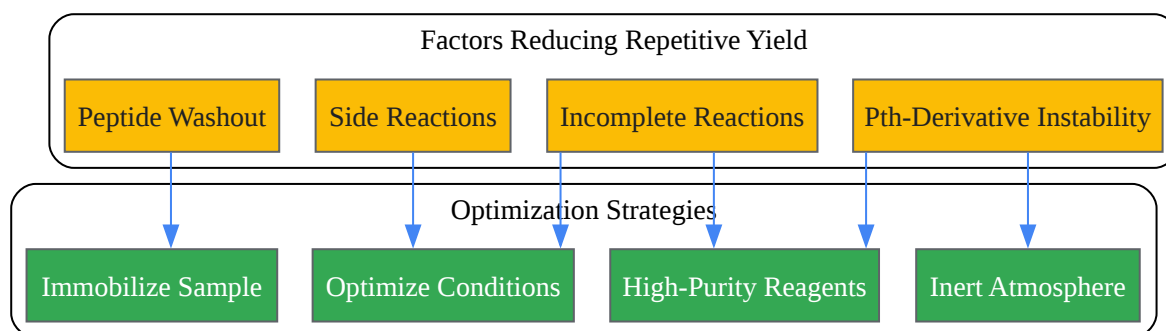 Factors Reducing Repetitive Yield
Peptide Washout
Side Reactions
Incomplete Reactions
Pth-Derivative Instability
Optimization Strategies
Immobilize Sample
Optimize Conditions
High-Purity Reagents
Inert Atmosphere